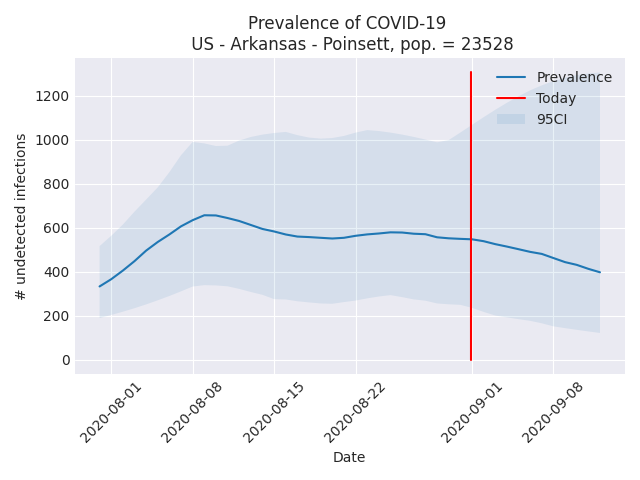 Prevalence of COVID-19
US - Arkansas - Poinsett, pop. = 23528
Prevalence
Today
95CI
1200
1000
800
600
400
200
0
# undetected infections
2020-08-01
2020-08-08
2020-08-15
2020-08-22
2020-09-01
2020-09-08
Date